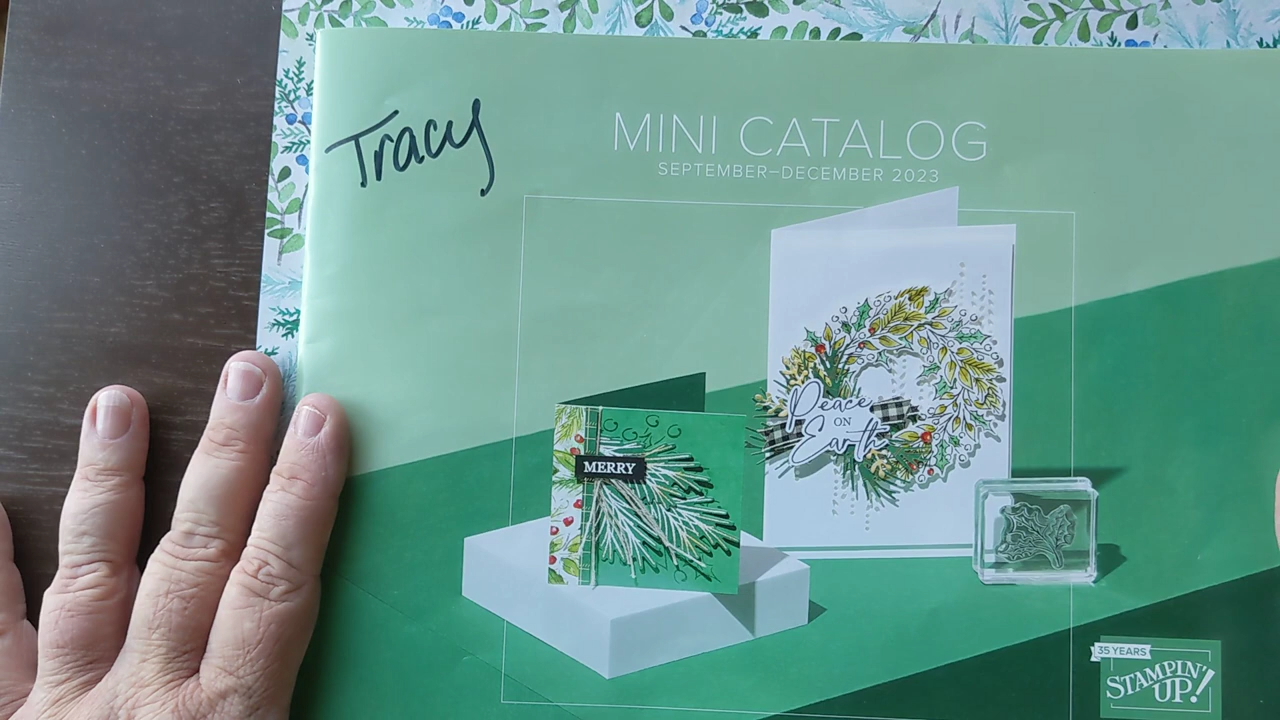 Tracy
MINI CATALOG
SEPTEMBER–DECEMBER 2023
Peace
ON
Earth
MERRY
35 YEARS
STAMPIN' UP!